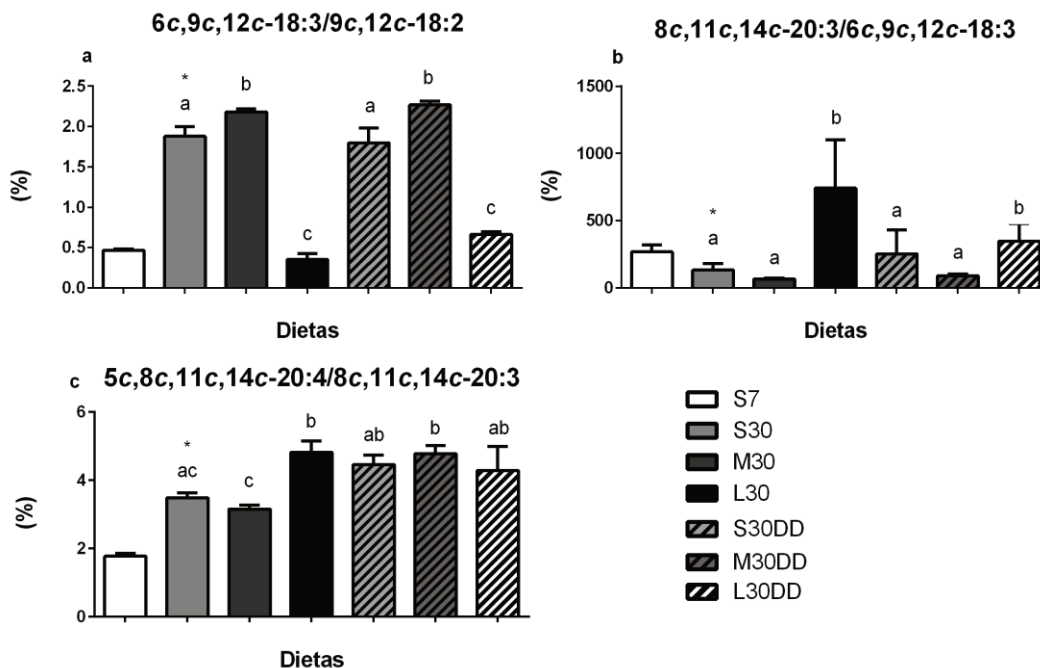 6c,9c,12c-18:3/9c,12c-18:2
a
2.5
2.0
1.5
1.0
0.5
0.0
(%)
*
a
b
c
a
b
c
Dietas
8c,11c,14c-20:3/6c,9c,12c-18:3
b
1500
1000
500
0
(%)
*
a
a
b
a
a
b
Dietas
c 5c,8c,11c,14c-20:4/8c,11c,14c-20:3
6
4
2
0
(%)
*
ac
c
b
ab
b
ab
Dietas
S7
S30
M30
L30
S30DD
M30DD
L30DD